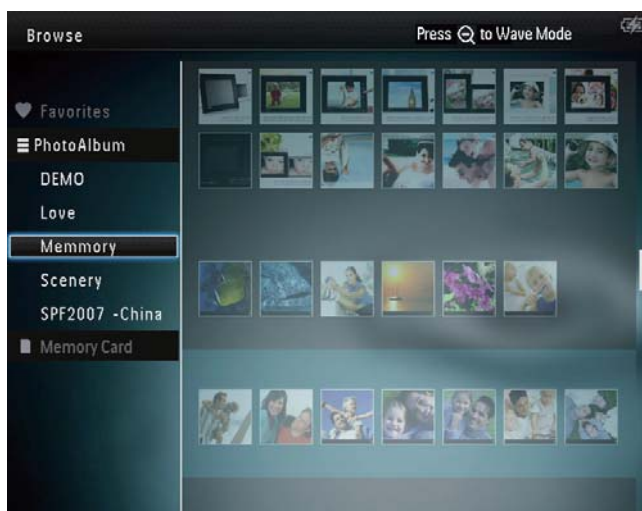 Browse
Press to Wave Mode
Favorites
PhotoAlbum
DEMO
Love
Memmory
Scenery
SPF2007 -China
Memory Card